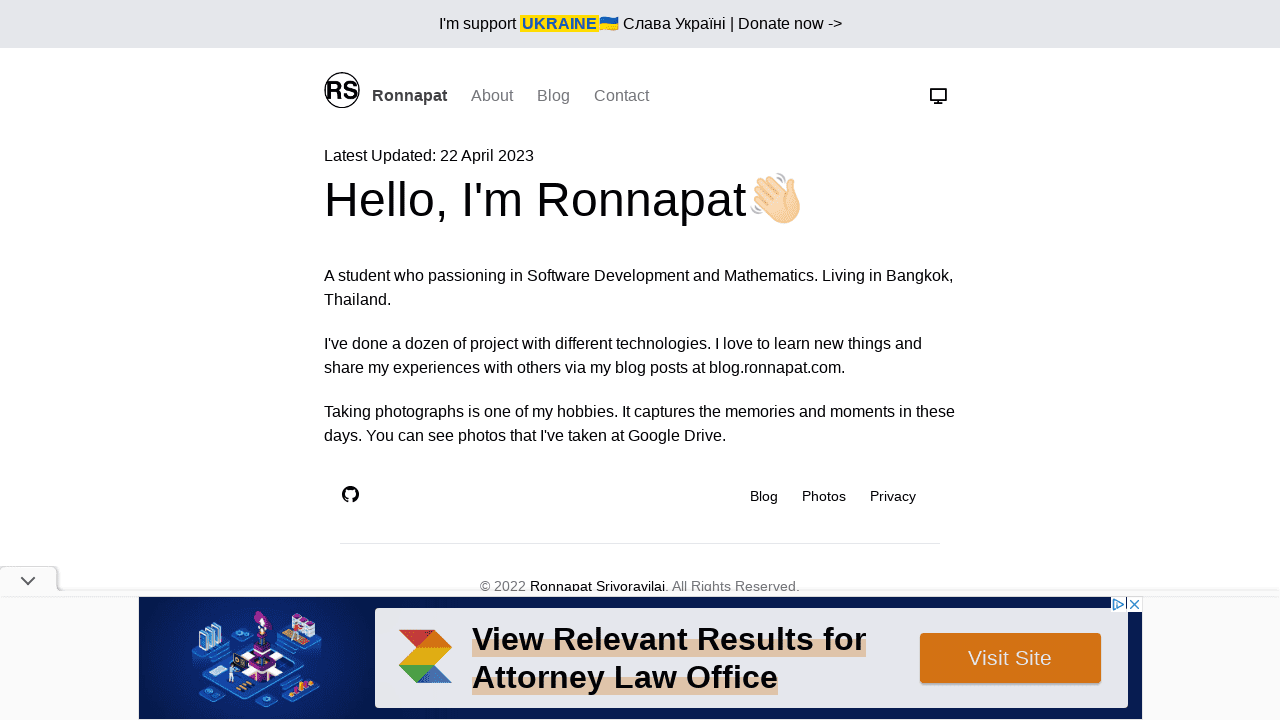 I'm support UKRAINE🇺🇦 Слава Україні | Donate now ->
RS Ronnapat About Blog Contact
Latest Updated: 22 April 2023
Hello, I'm Ronnapat👋🏻
A student who passioning in Software Development and Mathematics. Living in Bangkok,
Thailand.
I've done a dozen of project with different technologies. I love to learn new things and
share my experiences with others via my blog posts at blog.ronnapat.com.
Taking photographs is one of my hobbies. It captures the memories and moments in these
days. You can see photos that I've taken at Google Drive.
Blog Photos Privacy
© 2022 Ronnapat Srivoravilai. All Rights Reserved.
View Relevant Results for
Attorney Law Office
Visit Site